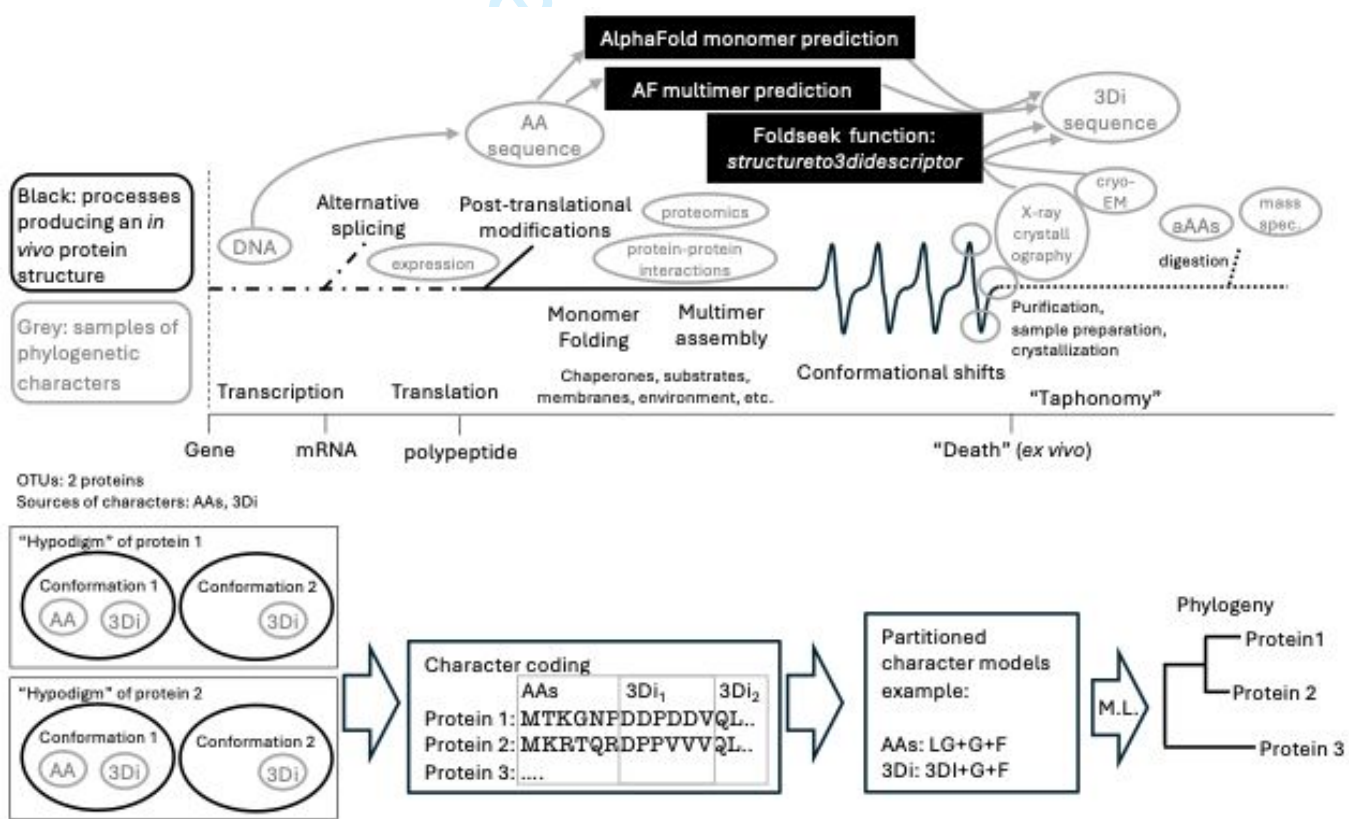 AlphaFold monomer prediction
AF multimer prediction
Foldseek function:
structureto3didescriptor
AA
sequence
3Di
sequence
Black: processes
producing an in
vivo protein
structure
Grey: samples of
phylogenetic
characters
DNA
Alternative
splicing
expression
Post-translational
modifications
proteomics
protein-protein
interactions
X-ray
crystall
ography
cryo-
EM
aAAs
mass
spec.
digestion
Monomer
Folding
Multimer
assembly
Chaperones, substrates,
membranes, environment, etc.
Conformational shifts
Purification,
sample preparation,
crystallization
Transcription
Translation
"Taphonomy"
Gene
mRNA
polypeptide
"Death" (ex vivo)
OTUs: 2 proteins
Sources of characters: AAs, 3Di
"Hypodigm" of protein 1
Conformation 1
AA
3Di
Conformation 2
3Di
"Hypodigm" of protein 2
Conformation 1
AA
3Di
Conformation 2
3Di
Character coding
AAs 3Di1 3Di2
Protein 1: MTKGNPDDPDDVQL..
Protein 2: MKRTQRDPPVVVQL..
Protein 3: ....
Partitioned
character models
example:
AAs: LG+G+F
3Di: 3DI+G+F
M.L.
Phylogeny
Protein1
Protein 2
Protein 3